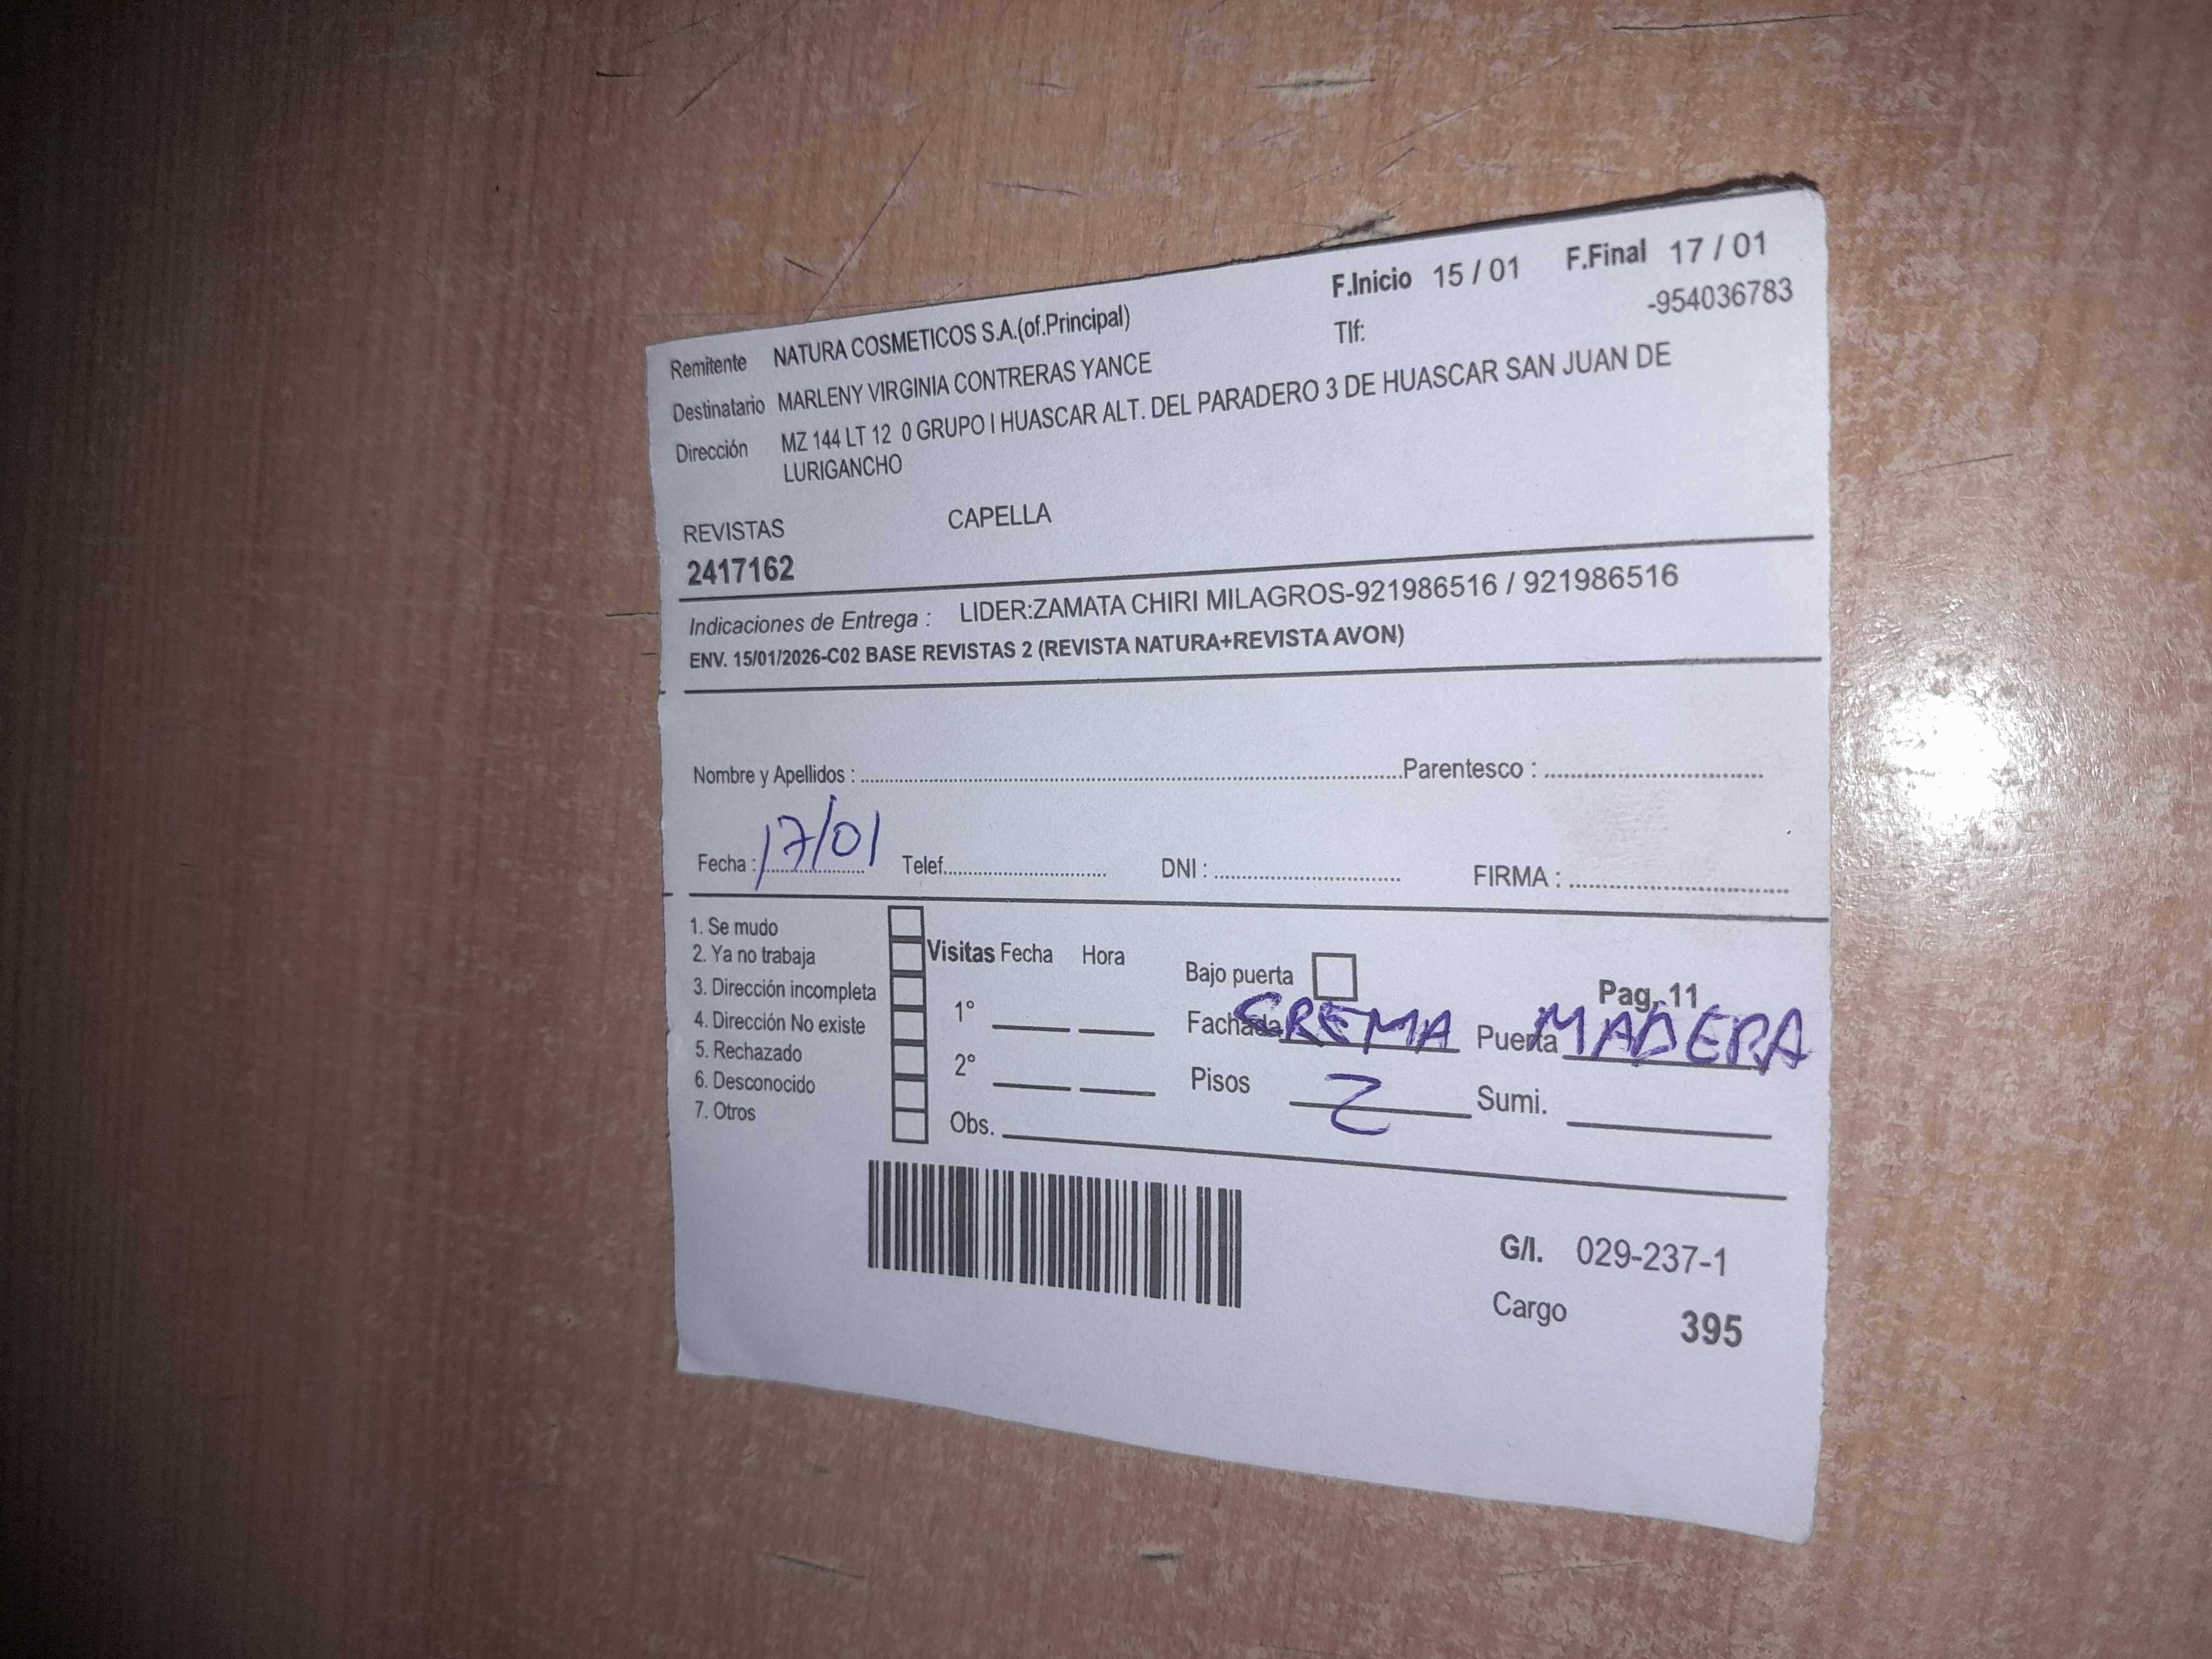 F.Inicio 15 / 01 F.Final 17 / 01
Remitente NATURA COSMETICOS S.A.(of.Principal) Tlf: -954036783
Destinatario MARLENY VIRGINIA CONTRERAS YANCE
Dirección MZ 144 LT 12 0 GRUPO I HUASCAR ALT. DEL PARADERO 3 DE HUASCAR SAN JUAN DE
LURIGANCHO
REVISTAS CAPELLA
2417162
Indicaciones de Entrega : LIDER:ZAMATA CHIRI MILAGROS-921986516 / 921986516
ENV. 15/01/2026-C02 BASE REVISTAS 2 (REVISTA NATURA+REVISTA AVON)
Nombre y Apellidos : Parentesco :
Fecha : 17/01 Telef. DNI : FIRMA :
1. Se mudo
2. Ya no trabaja Visitas Fecha Hora Bajo puerta Pag. 11
3. Dirección incompleta 1° Fachada CREMA Puerta MADERA
4. Dirección No existe
5. Rechazado 2° Pisos 2 Sumi.
6. Desconocido
7. Otros Obs.
G/I. 029-237-1
Cargo 395